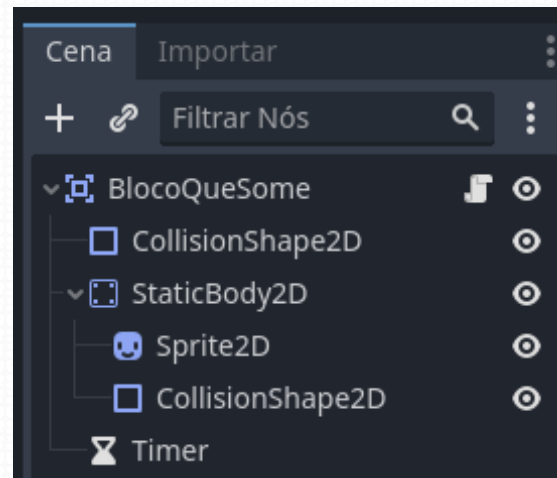 Cena Importar
Filtrar Nós
BlocoQueSome
CollisionShape2D
StaticBody2D
Sprite2D
CollisionShape2D
Timer